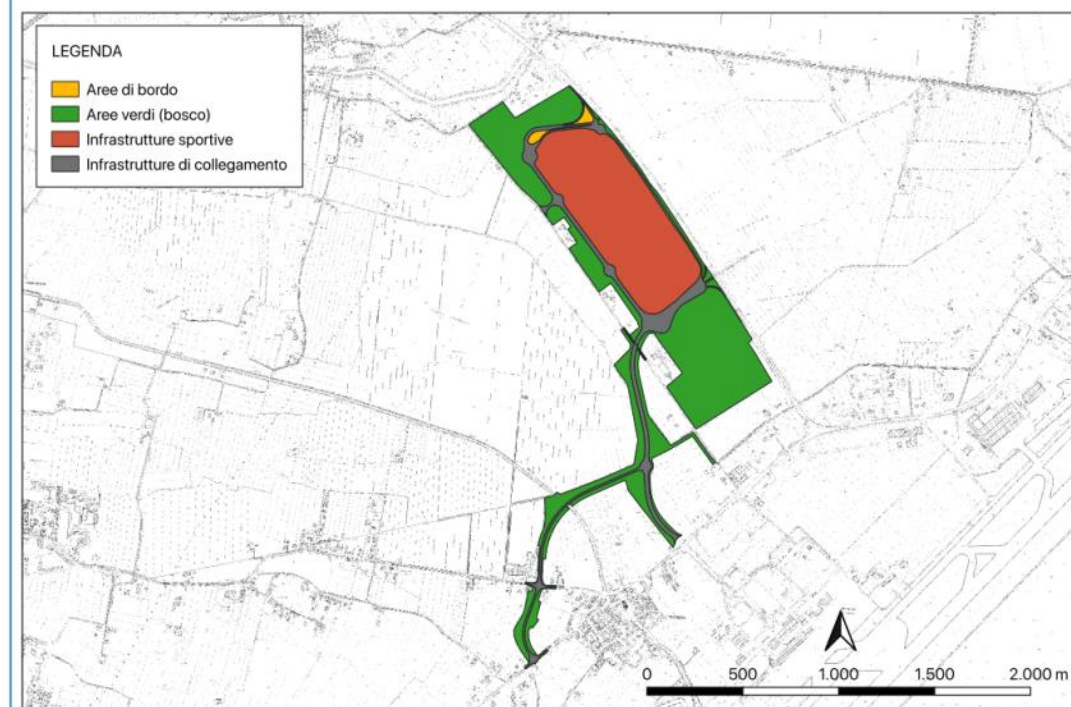 LEGENDA
Aree di bordo
Aree verdi (bosco)
Infrastrutture sportive
Infrastrutture di collegamento
0 500 1.000 1.500 2.000 m